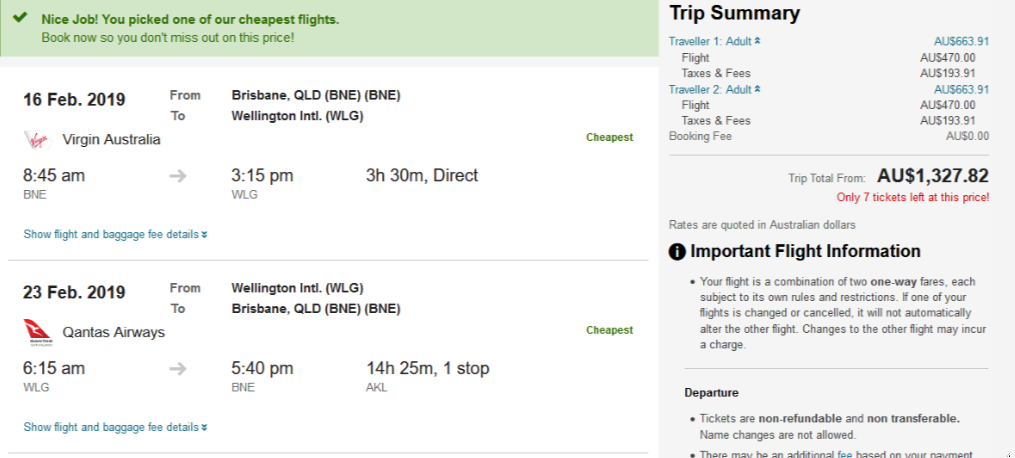 Nice Job! You picked one of our cheapest flights.
Book now so you don't miss out on this price!
16 Feb. 2019
From Brisbane, QLD (BNE) (BNE)
To Wellington Intl. (WLG)
Virgin Australia
Cheapest
8:45 am 3:15 pm 3h 30m, Direct
BNE WLG
Show flight and baggage fee details
23 Feb. 2019
From Wellington Intl. (WLG)
To Brisbane, QLD (BNE) (BNE)
Qantas Airways
Cheapest
6:15 am 5:40 pm 14h 25m, 1 stop
WLG BNE AKL
Show flight and baggage fee details
Trip Summary
Traveller 1: Adult AU$663.91
Flight AU$470.00
Taxes & Fees AU$193.91
Traveller 2: Adult AU$663.91
Flight AU$470.00
Taxes & Fees AU$193.91
Booking Fee AU$0.00
Trip Total From: AU$1,327.82
Only 7 tickets left at this price!
Rates are quoted in Australian dollars
Important Flight Information
• Your flight is a combination of two one-way fares, each
subject to its own rules and restrictions. If one of your
flights is changed or cancelled, it will not automatically
alter the other flight. Changes to the other flight may incur
a charge.
Departure
• Tickets are non-refundable and non transferable.
Name changes are not allowed.
• There may be an additional fee based on your payment